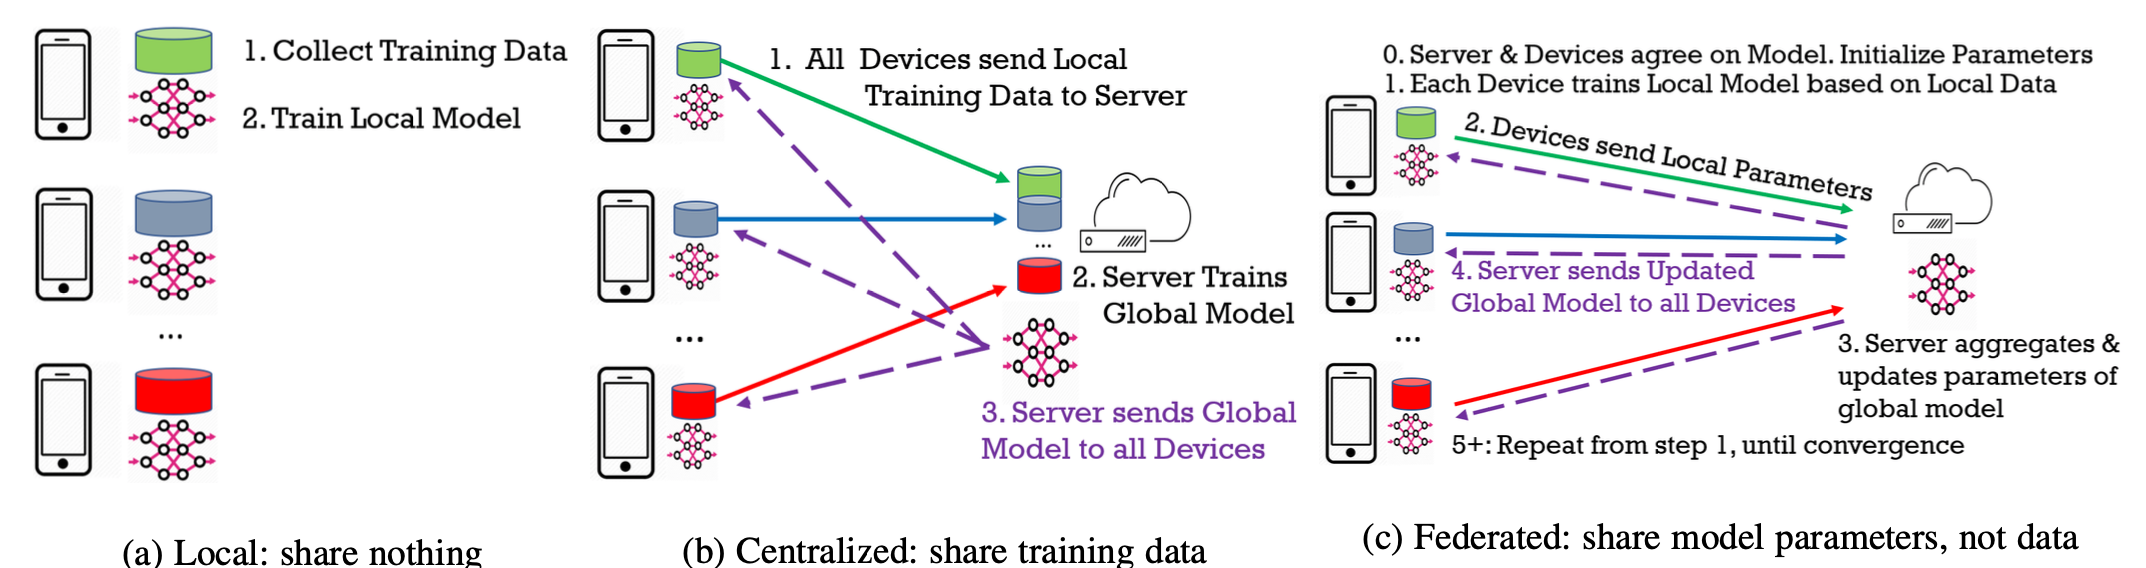 1. Collect Training Data
2. Train Local Model
...
(a) Local: share nothing
1. All Devices send Local
Training Data to Server
...
2. Server Trains
Global Model
...
3. Server sends Global
Model to all Devices
(b) Centralized: share training data
0. Server & Devices agree on Model. Initialize Parameters
1. Each Device trains Local Model based on Local Data
2. Devices send Local Parameters
4. Server sends Updated
Global Model to all Devices
...
3. Server aggregates &
updates parameters of
global model
5+: Repeat from step 1, until convergence
(c) Federated: share model parameters, not data